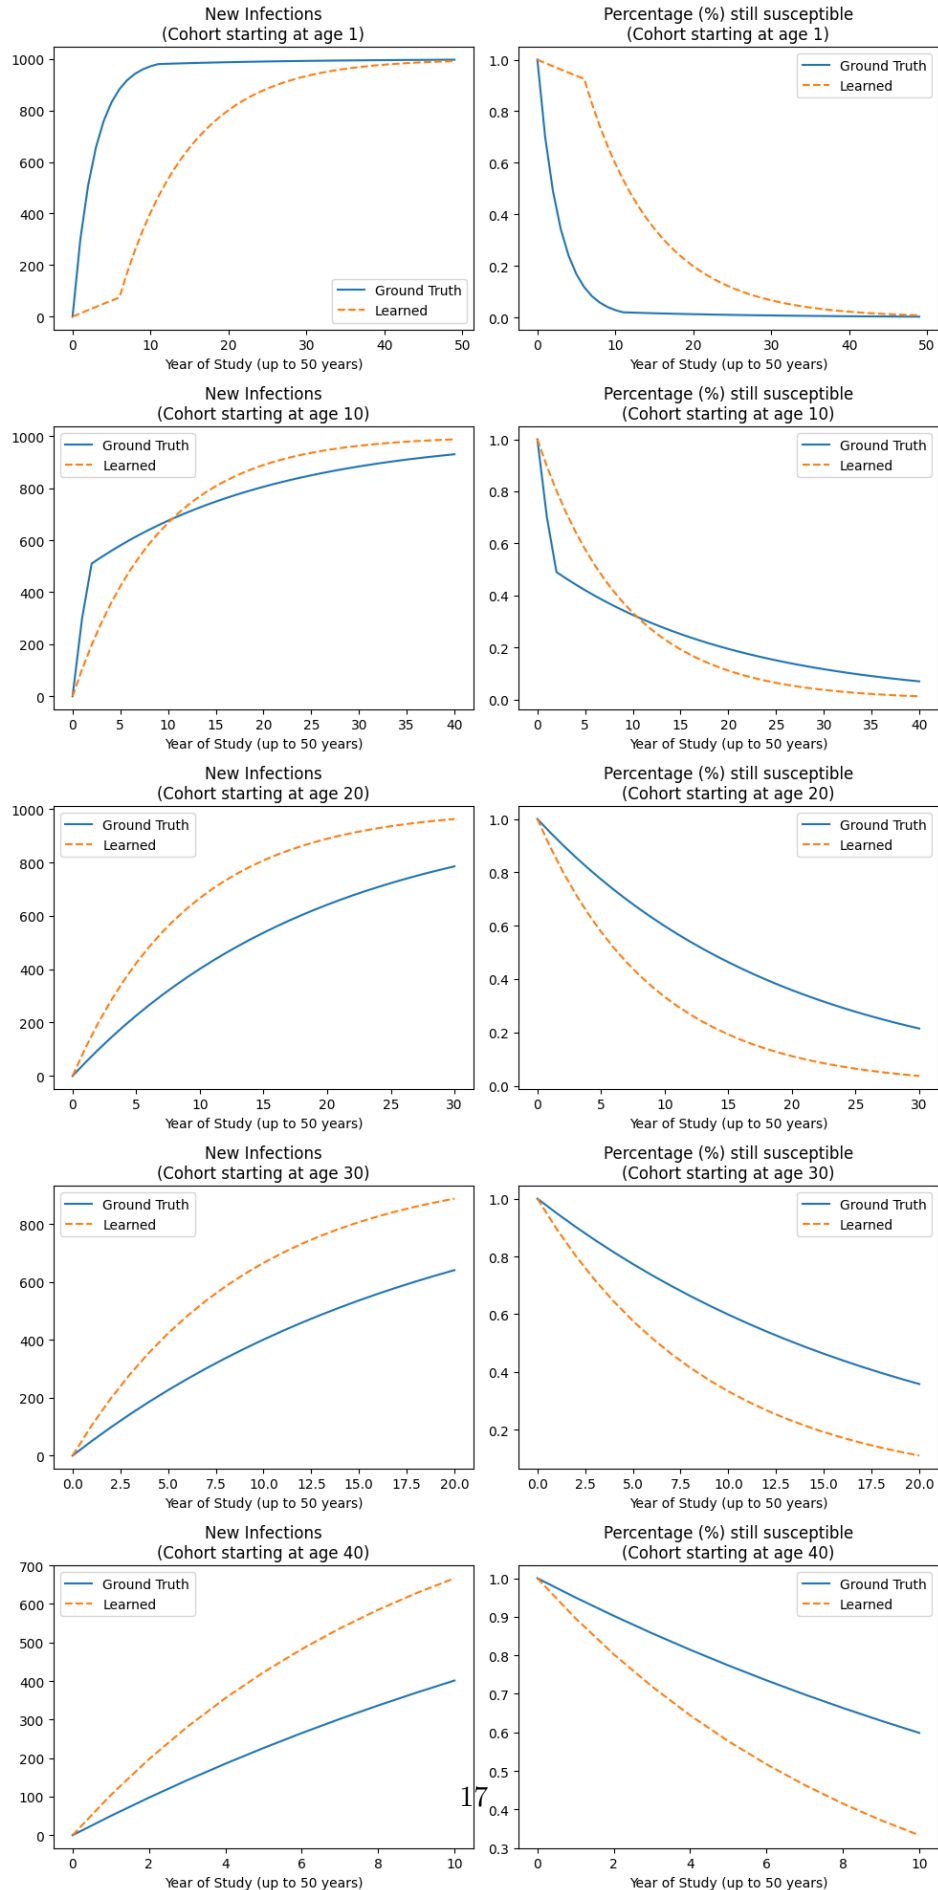 New Infections
(Cohort starting at age 1)
1000
800
600
400
200
0
Ground Truth
Learned
0 10 20 30 40 50
Year of Study (up to 50 years)
Percentage (%) still susceptible
(Cohort starting at age 1)
1.0
0.8
0.6
0.4
0.2
0.0
Ground Truth
Learned
0 10 20 30 40 50
Year of Study (up to 50 years)
New Infections
(Cohort starting at age 10)
1000
800
600
400
200
0
Ground Truth
Learned
0 5 10 15 20 25 30 35 40
Year of Study (up to 50 years)
Percentage (%) still susceptible
(Cohort starting at age 10)
1.0
0.8
0.6
0.4
0.2
0.0
Ground Truth
Learned
0 5 10 15 20 25 30 35 40
Year of Study (up to 50 years)
New Infections
(Cohort starting at age 20)
1000
800
600
400
200
0
Ground Truth
Learned
0 5 10 15 20 25 30
Year of Study (up to 50 years)
Percentage (%) still susceptible
(Cohort starting at age 20)
1.0
0.8
0.6
0.4
0.2
0.0
Ground Truth
Learned
0 5 10 15 20 25 30
Year of Study (up to 50 years)
New Infections
(Cohort starting at age 30)
800
600
400
200
0
Ground Truth
Learned
0.0 2.5 5.0 7.5 10.0 12.5 15.0 17.5 20.0
Year of Study (up to 50 years)
Percentage (%) still susceptible
(Cohort starting at age 30)
1.0
0.8
0.6
0.4
0.2
Ground Truth
Learned
0.0 2.5 5.0 7.5 10.0 12.5 15.0 17.5 20.0
Year of Study (up to 50 years)
New Infections
(Cohort starting at age 40)
700
600
500
400
300
200
100
0
Ground Truth
Learned
0 2 4 6 8 10
Year of Study (up to 50 years)
Percentage (%) still susceptible
(Cohort starting at age 40)
1.0
0.9
0.8
0.7
0.6
0.5
0.4
0.3
Ground Truth
Learned
0 2 4 6 8 10
Year of Study (up to 50 years)
17